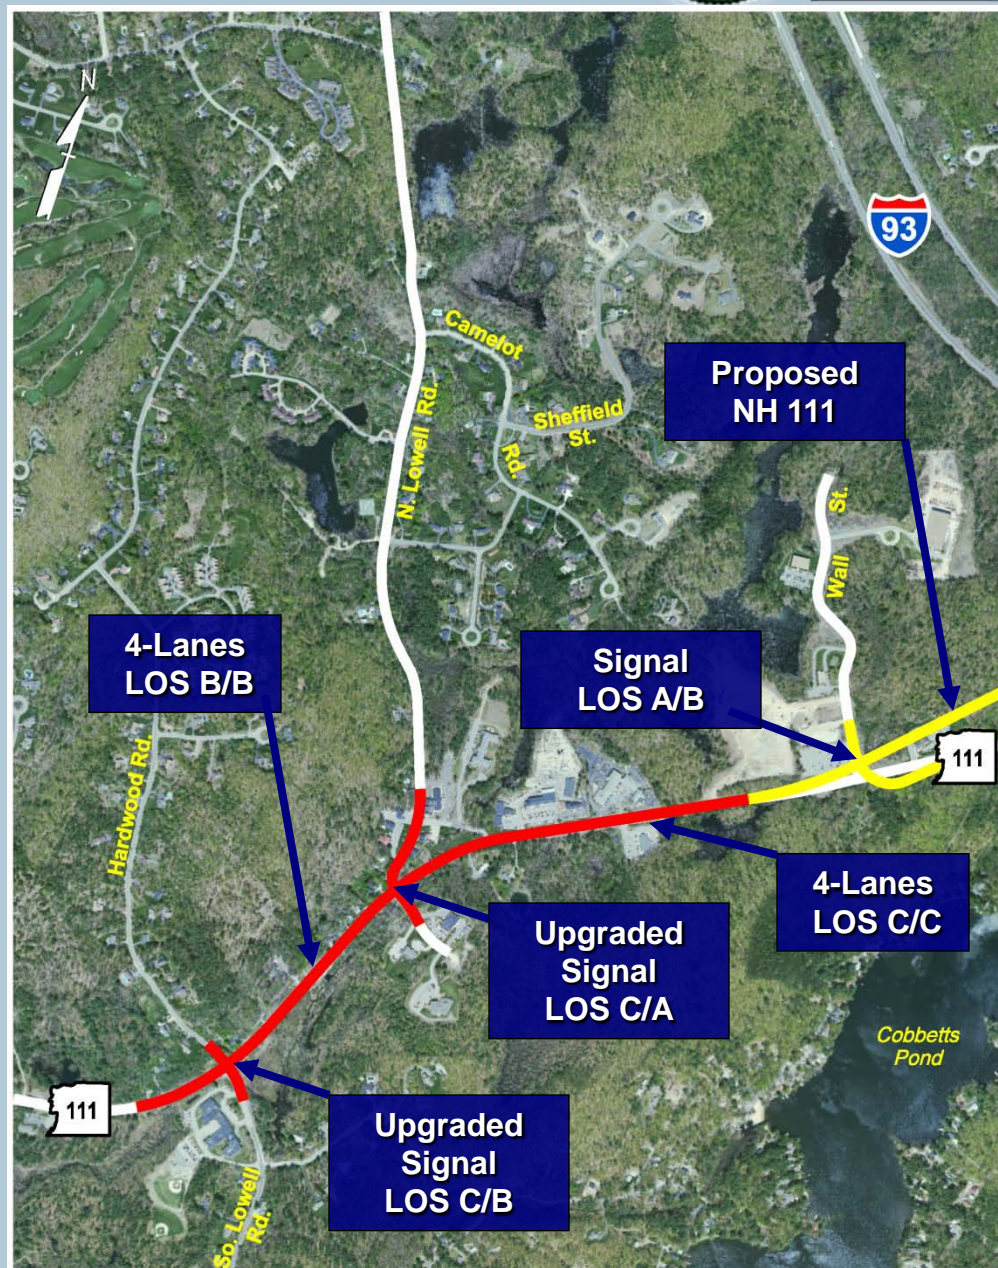 N
93
Camelot
Rd.
Sheffield
St.
N. Lowell Rd.
Proposed
NH 111
Wall St.
4-Lanes
LOS B/B
Signal
LOS A/B
111
Hardwood Rd.
4-Lanes
LOS C/C
Upgraded
Signal
LOS C/A
Cobbetts
Pond
111
Upgraded
Signal
LOS C/B
So. Lowell
Rd.